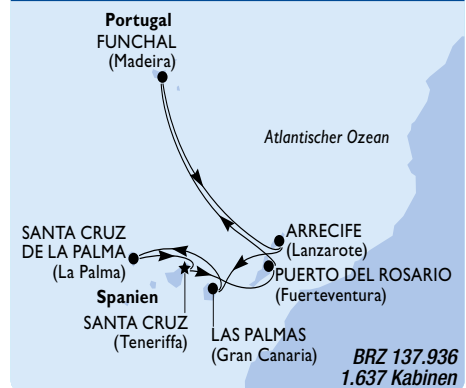 Portugal
FUNCHAL
(Madeira)
Atlantischer Ozean
ARRECIFE
(Lanzarote)
SANTA CRUZ
DE LA PALMA
(La Palma)
PUERTO DEL ROSARIO
(Fuerteventura)
Spanien
SANTA CRUZ
(Teneriffa)
LAS PALMAS
(Gran Canaria)
BRZ 137.936
1.637 Kabinen